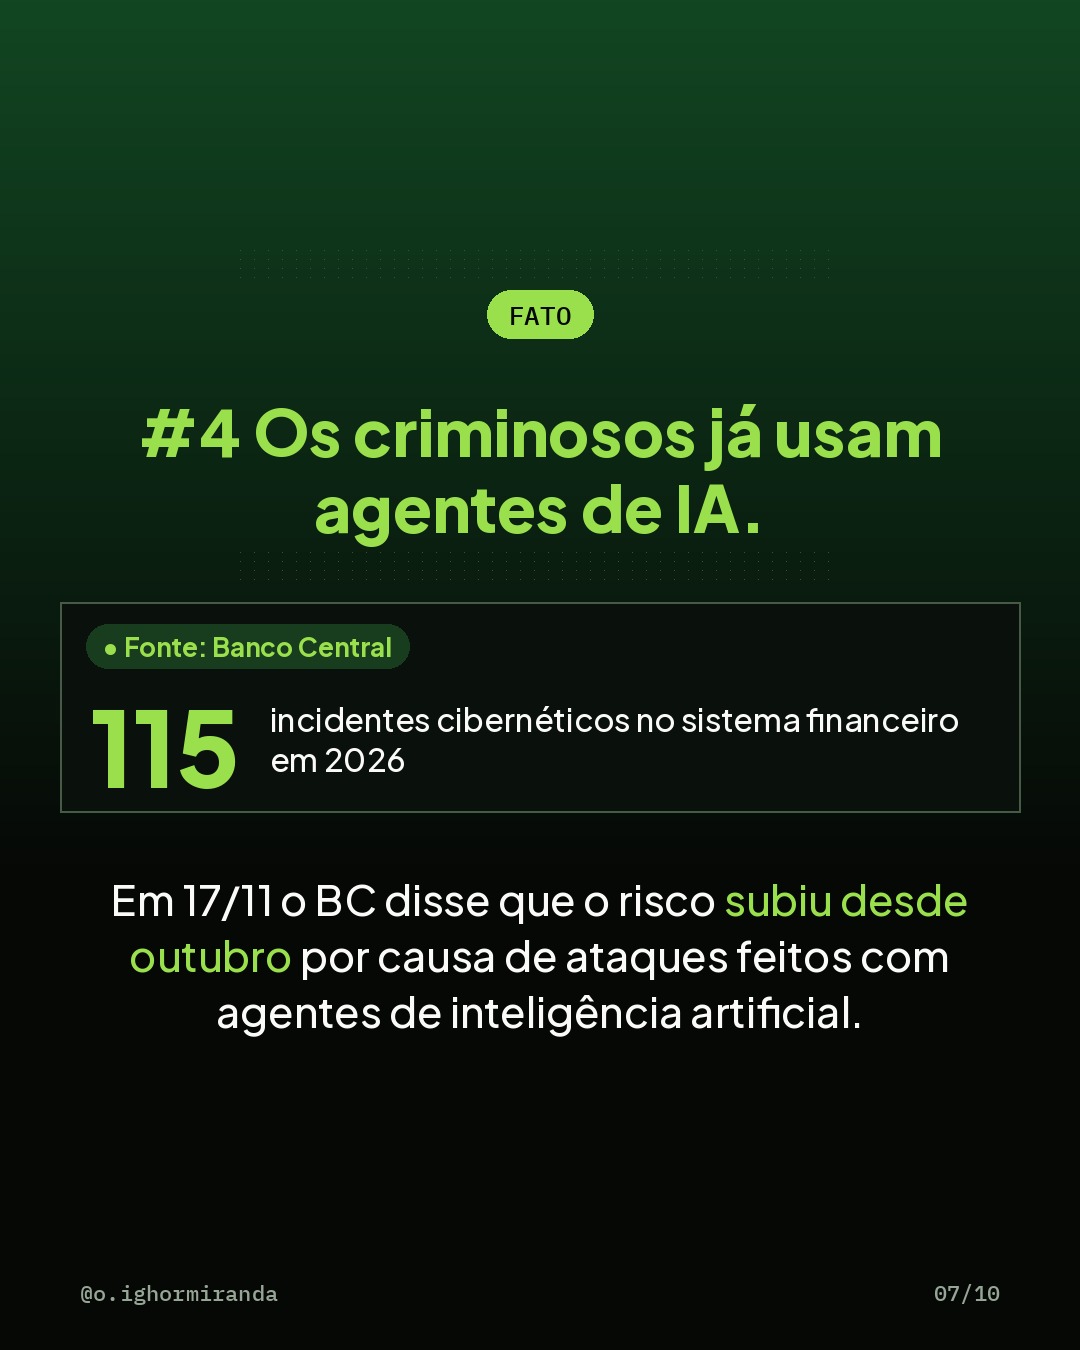 FATO
#4 Os criminosos já usam
agentes de IA.
• Fonte: Banco Central
115
incidentes cibernéticos no sistema financeiro
em 2026
Em 17/11 o BC disse que o risco subiu desde
outubro por causa de ataques feitos com
agentes de inteligência artificial.
@o.ighormiranda
07/10